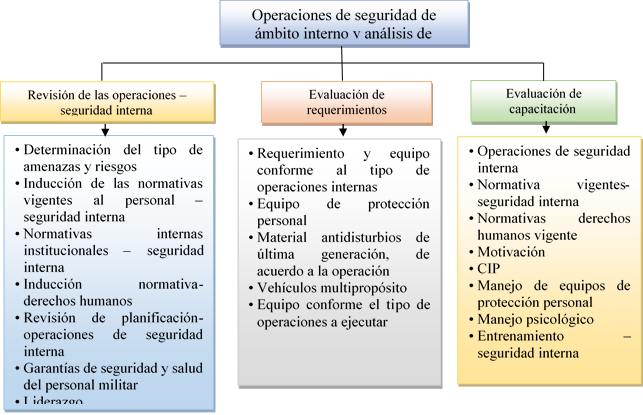 Operaciones de seguridad de
ámbito interno y análisis de
Revisión de las operaciones –
seguridad interna
Evaluación de
requerimientos
Evaluación de
capacitación
• Determinación del tipo de
amenazas y riesgos
• Inducción de las normativas
vigentes al personal –
seguridad interna
• Normativas internas
institucionales – seguridad
interna
• Inducción normativa-
derechos humanos
• Revisión de planificación-
operaciones de seguridad
interna
• Garantías de seguridad y salud
del personal militar
• Liderazgo
• Requerimiento y equipo
conforme al tipo de
operaciones internas
• Equipo de protección
personal
• Material antidisturbios de
última generación, de
acuerdo a la operación
• Vehículos multipropósito
• Equipo conforme el tipo de
operaciones a ejecutar
• Operaciones de seguridad
interna
• Normativa vigentes-
seguridad interna
• Normativas derechos
humanos vigente
• Motivación
• CIP
• Manejo de equipos de
protección personal
• Manejo psicológico
• Entrenamiento –
seguridad interna